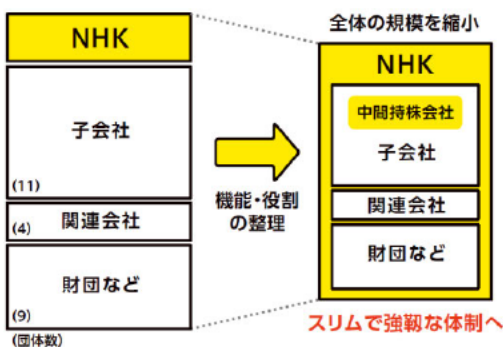 NHK
子会社
(11)
関連会社
(4)
財団など
(9)
(団体数)
機能・役割
の整理
全体の規模を縮小
NHK
中間持株会社
子会社
関連会社
財団など
スリムで強靱な体制へ